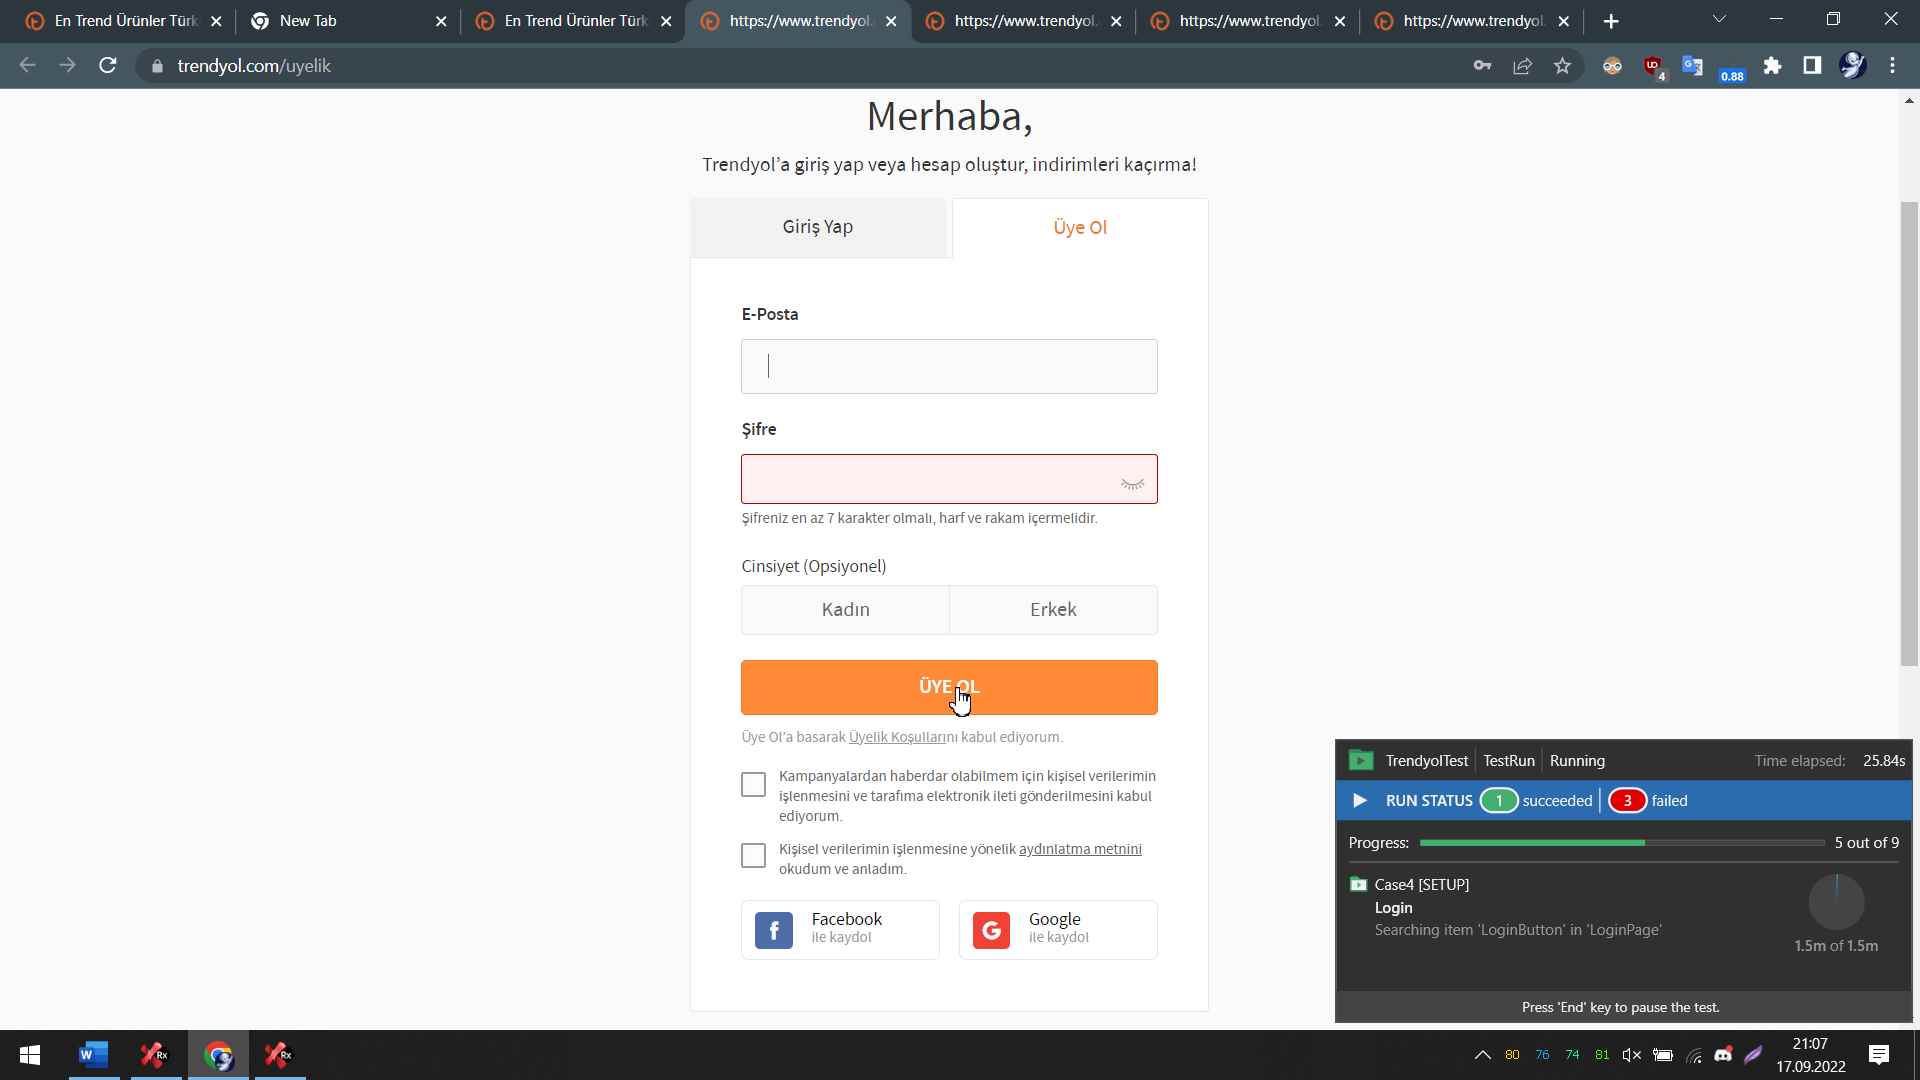 En Trend Ürünler Türk
New Tab
En Trend Ürünler Türk
https://www.trendyol.
https://www.trendyol.
https://www.trendyol.
https://www.trendyol.
trendyol.com/uyelik
4
0.88
Merhaba,
Trendyol’a giriş yap veya hesap oluştur, indirimleri kaçırma!
Giriş Yap
Üye Ol
E-Posta
Şifre
Şifreniz en az 7 karakter olmalı, harf ve rakam içermelidir.
Cinsiyet (Opsiyonel)
Kadın
Erkek
ÜYE OL
Üye Ol'a basarak Üyelik Koşullarını kabul ediyorum.
Kampanyalardan haberdar olabilmem için kişisel verilerimin
işlenmesini ve tarafıma elektronik ileti gönderilmesini kabul
ediyorum.
Kişisel verilerimin işlenmesine yönelik aydınlatma metnini
okudum ve anladım.
Facebook
ile kaydol
Google
ile kaydol
TrendyolTest
TestRun
Running
Time elapsed: 25.84s
RUN STATUS 1 succeeded 3 failed
Progress: 5 out of 9
Case4 [SETUP]
Login
Searching item 'LoginButton' in 'LoginPage'
1.5m of 1.5m
Press 'End' key to pause the test.
80 76 74 81
21:07
17.09.2022